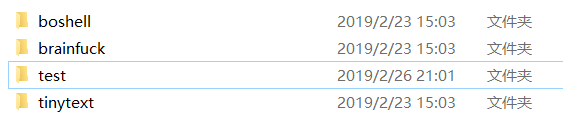 boshell 2019/2/23 15:03 文件夹
brainfuck 2019/2/23 15:03 文件夹
test 2019/2/26 21:01 文件夹
tinytext 2019/2/23 15:03 文件夹